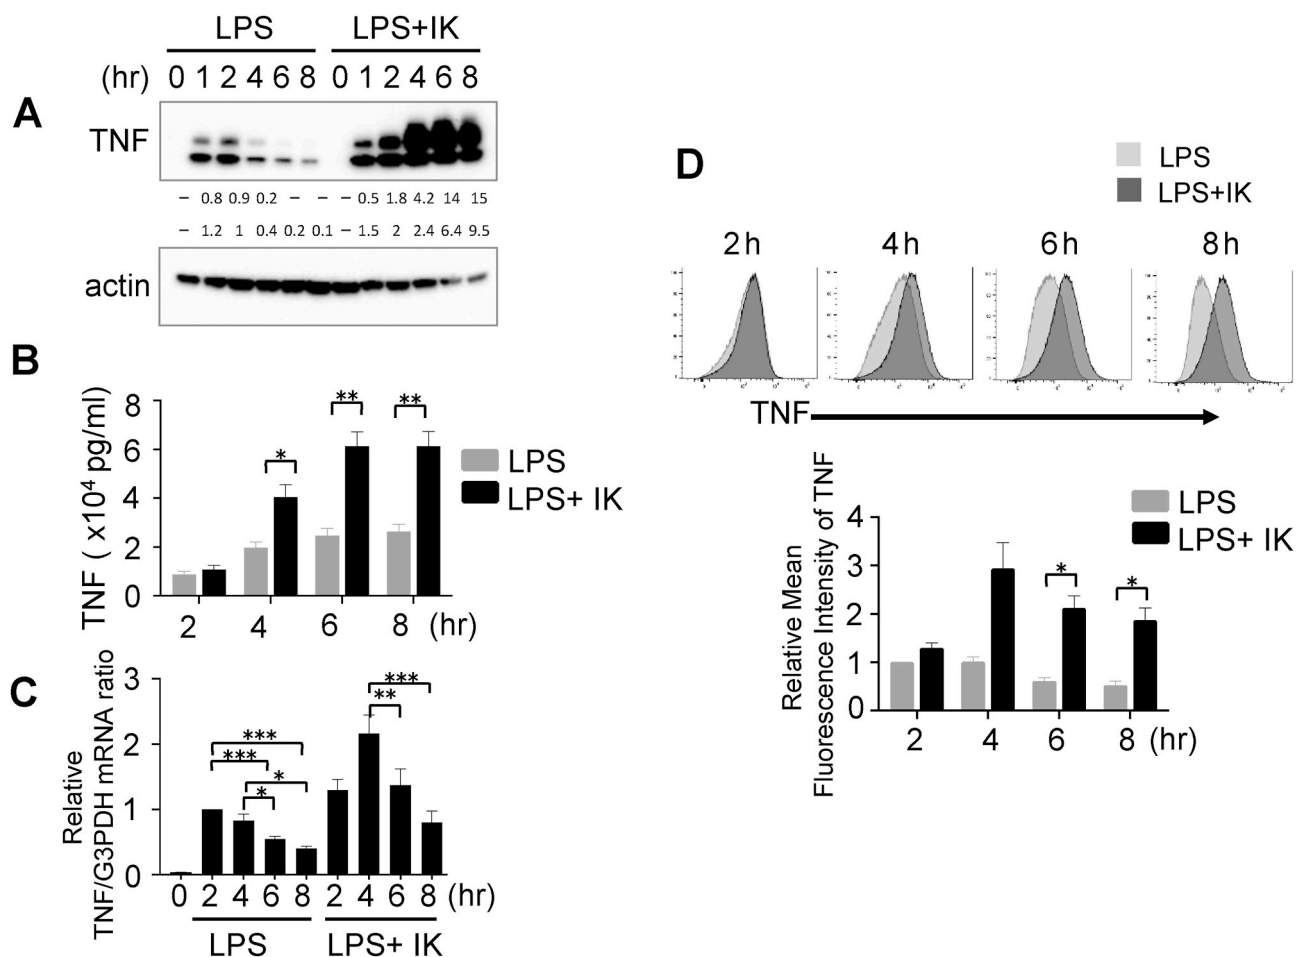 LPS LPS+IK
(hr) 0 1 2 4 6 8 0 1 2 4 6 8
A
TNF
– 0.8 0.9 0.2 – – – 0.5 1.8 4.2 14 15
– 1.2 1 0.4 0.2 0.1 – 1.5 2 2.4 6.4 9.5
actin
B
TNF ( x10⁴ pg/ml)
8
6
4
2
0
* ** **
LPS
LPS+ IK
2 4 6 8 (hr)
C
Relative
TNF/G3PDH mRNA ratio
3
2
1
0
***
***
*
*
***
**
0 2 4 6 8 2 4 6 8 (hr)
LPS LPS+ IK
D
LPS
LPS+IK
2h 4h 6h 8h
TNF
Relative Mean
Fluorescence Intensity of TNF
4
3
2
1
0
* *
LPS
LPS+ IK
2 4 6 8 (hr)